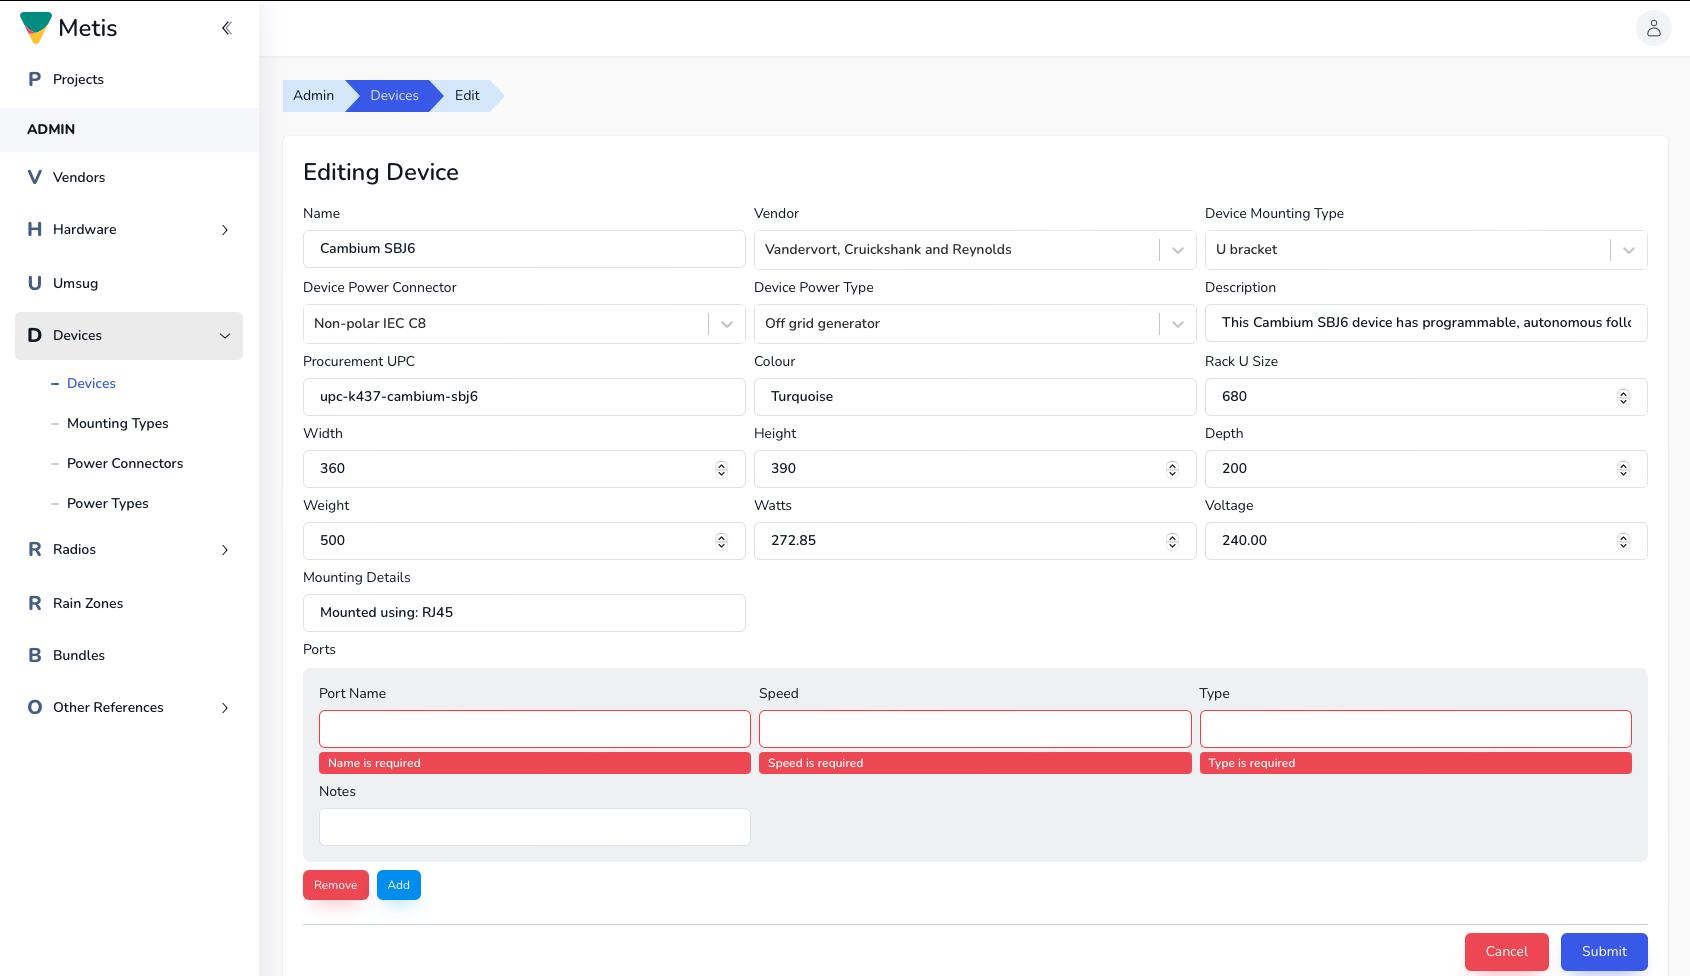 Metis
P Projects
ADMIN
V Vendors
H Hardware
U Umsug
D Devices
Devices
Mounting Types
Power Connectors
Power Types
R Radios
R Rain Zones
B Bundles
O Other References
Admin Devices Edit
Editing Device
Name Vendor Device Mounting Type
Cambium SBJ6 Vandervort, Cruickshank and Reynolds U bracket
Device Power Connector Device Power Type Description
Non-polar IEC C8 Off grid generator This Cambium SBJ6 device has programmable, autonomous follo
Procurement UPC Colour Rack U Size
upc-k437-cambium-sbj6 Turquoise 680
Width Height Depth
360 390 200
Weight Watts Voltage
500 272.85 240.00
Mounting Details
Mounted using: RJ45
Ports
Port Name Speed Type
Name is required Speed is required Type is required
Notes
Remove Add
Cancel Submit